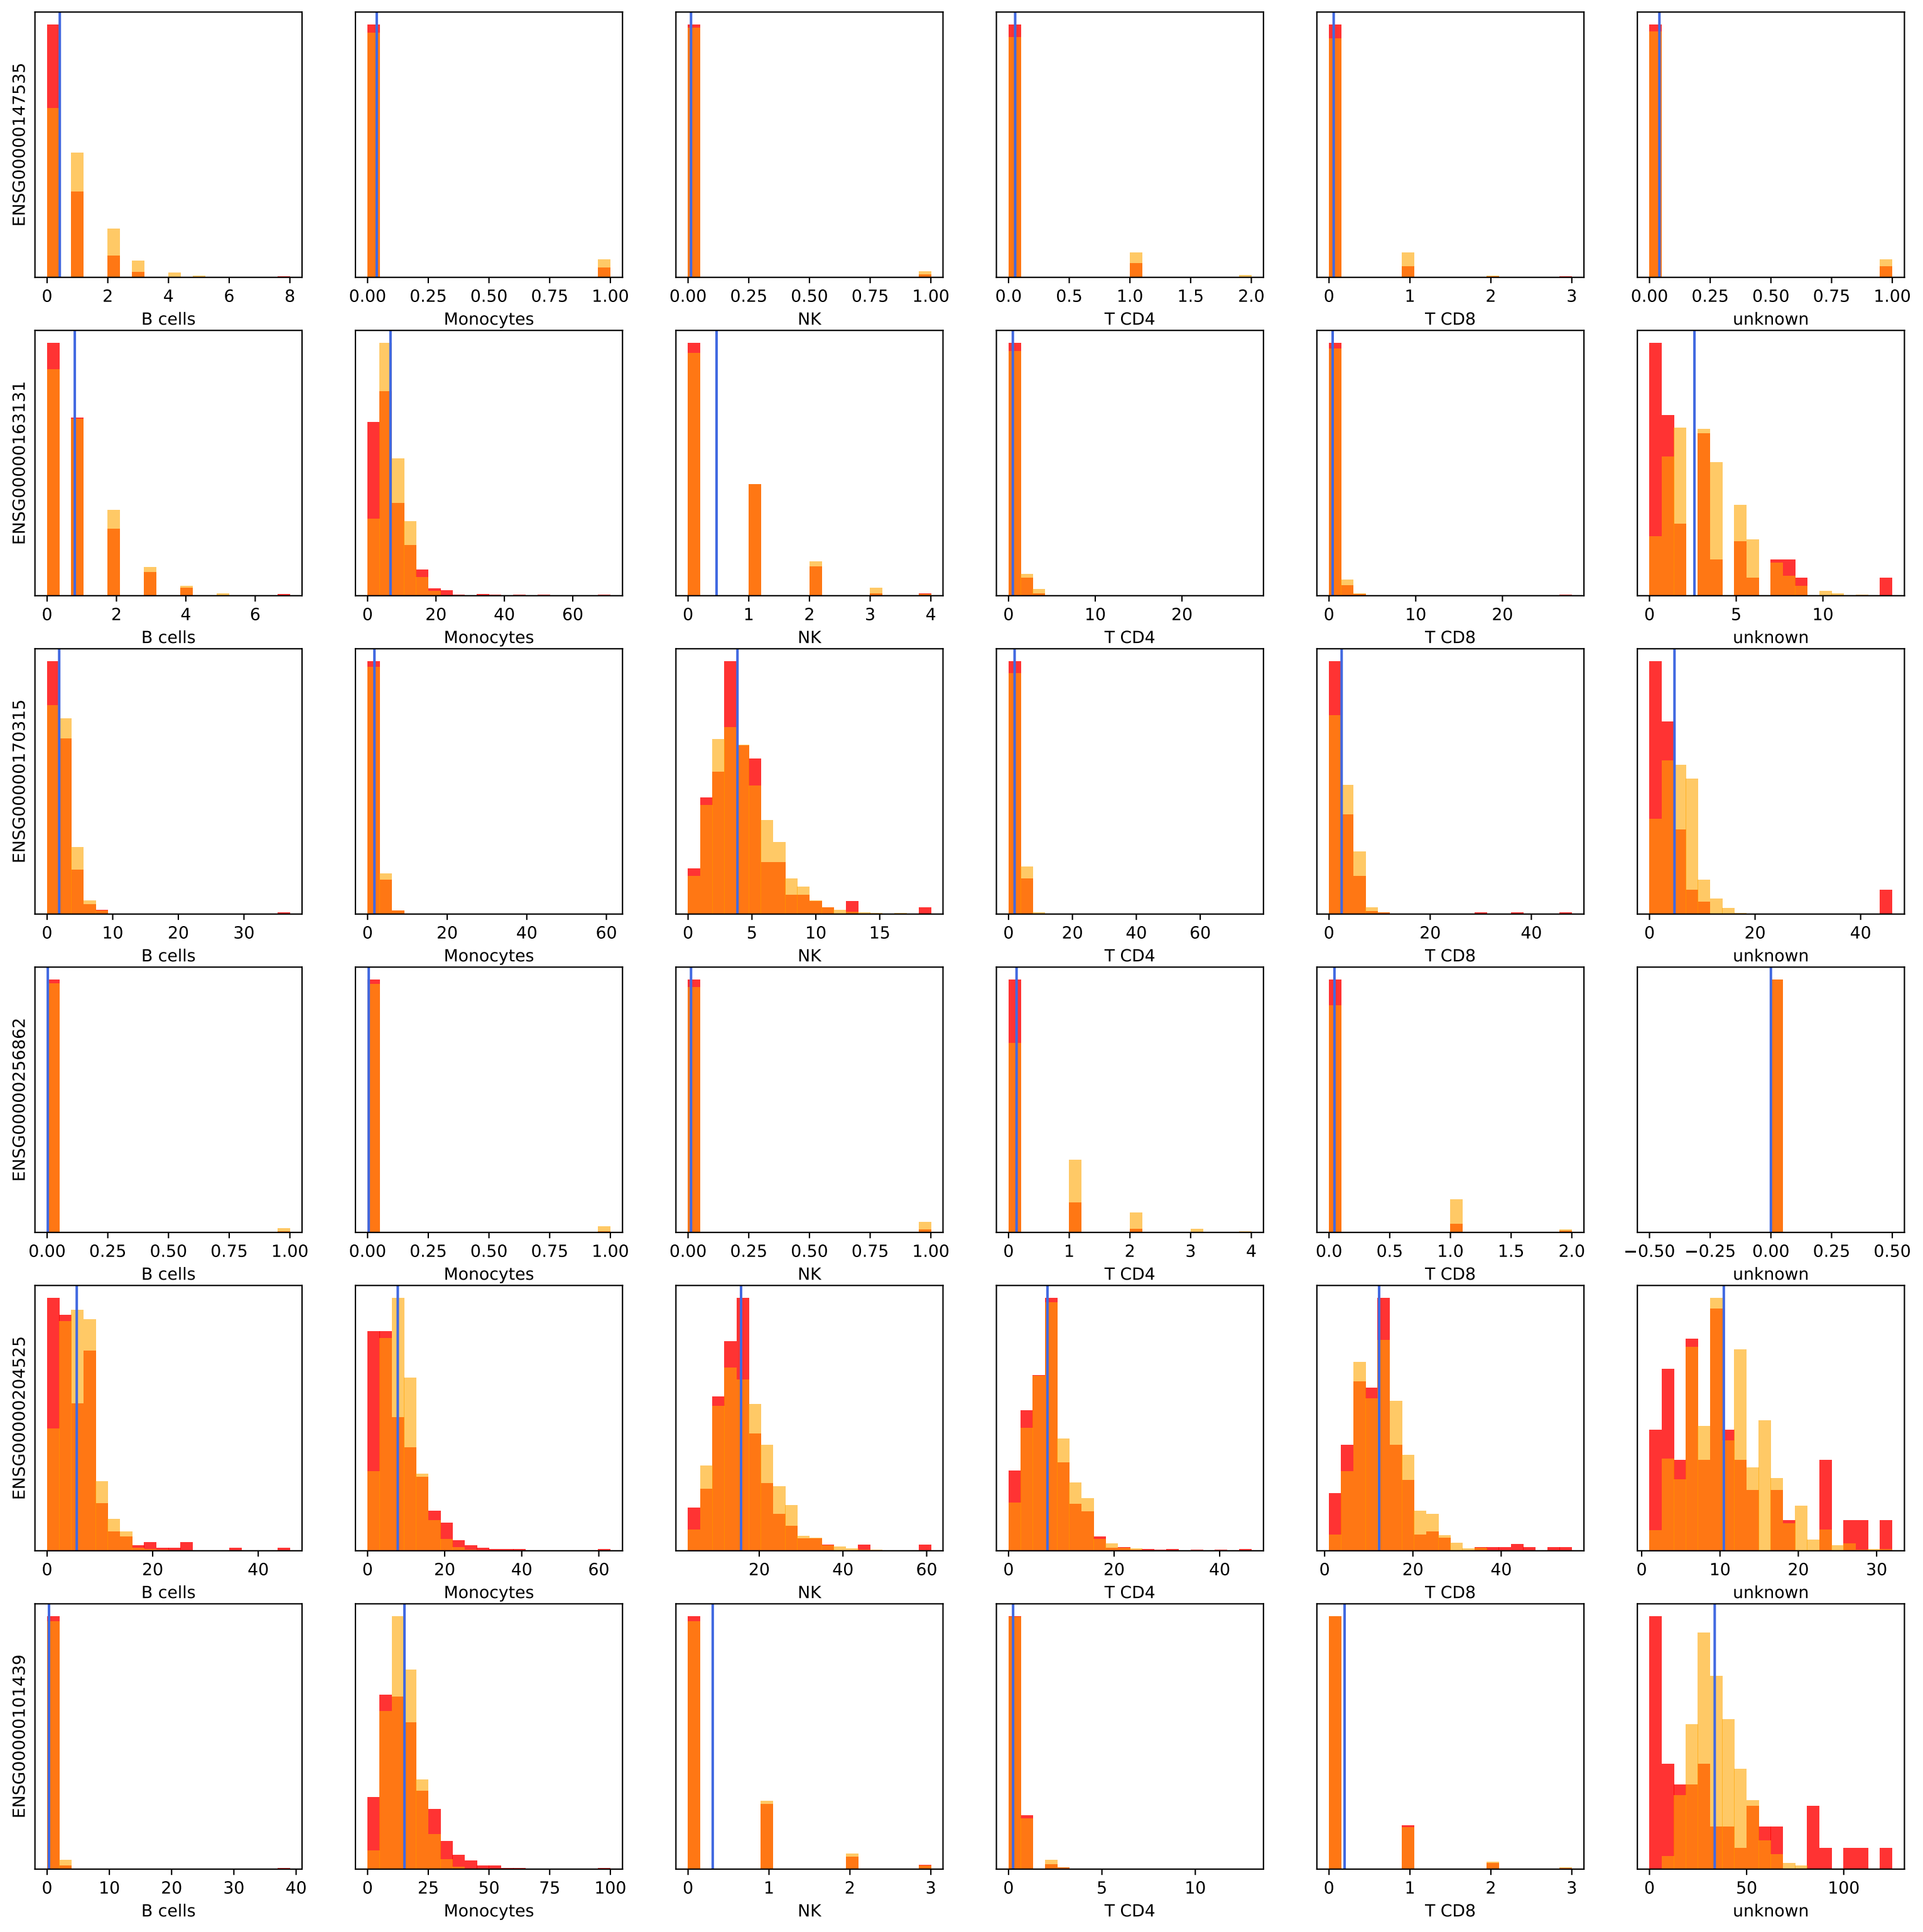 ENSG00000147535
0 2 4 6 8
0.00 0.25 0.50 0.75 1.00
0.00 0.25 0.50 0.75 1.00
0.0 0.5 1.0 1.5 2.0
0 1 2 3
0.00 0.25 0.50 0.75 1.00
B cells Monocytes NK T CD4 T CD8 unknown
ENSG00000163131
0 2 4 6
0 20 40 60
0 1 2 3 4
0 10 20
0 10 20
0 5 10
B cells Monocytes NK T CD4 T CD8 unknown
ENSG00000170315
0 10 20 30
0 20 40 60
0 5 10 15
0 20 40 60
0 20 40
0 20 40
B cells Monocytes NK T CD4 T CD8 unknown
ENSG00000256862
0.00 0.25 0.50 0.75 1.00
0.00 0.25 0.50 0.75 1.00
0.00 0.25 0.50 0.75 1.00
0 1 2 3 4
0.0 0.5 1.0 1.5 2.0
−0.50 −0.25 0.00 0.25 0.50
B cells Monocytes NK T CD4 T CD8 unknown
ENSG00000204525
0 20 40
0 20 40 60
20 40 60
0 20 40
0 20 40
0 10 20 30
B cells Monocytes NK T CD4 T CD8 unknown
ENSG00000101439
0 10 20 30 40
0 25 50 75 100
0 1 2 3
0 5 10
0 1 2 3
0 50 100
B cells Monocytes NK T CD4 T CD8 unknown